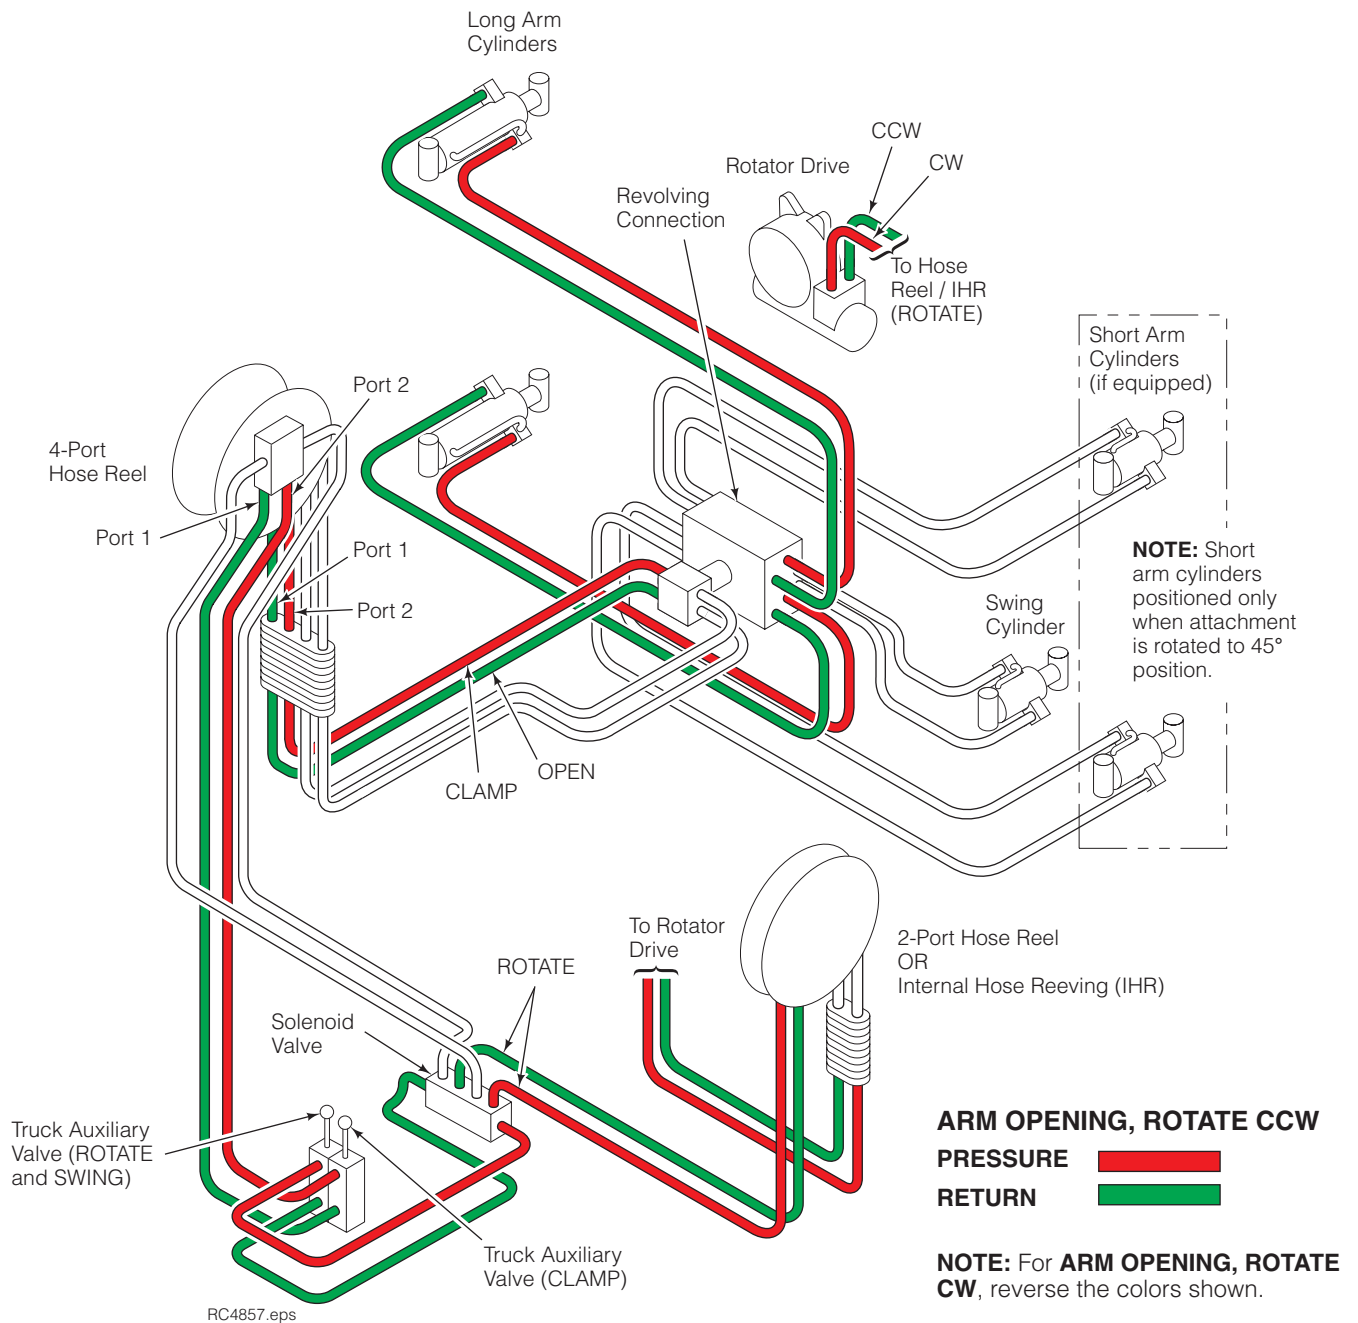 Long Arm
Cylinders
CCW
CW
Rotator Drive
Revolving
Connection
To Hose
Reel / IHR
(ROTATE)
Short Arm
Cylinders
(if equipped)
Port 2
4-Port
Hose Reel
Port 1
Port 1
Port 2
NOTE: Short
arm cylinders
positioned only
when attachment
is rotated to 45°
position.
Swing
Cylinder
OPEN
CLAMP
To Rotator
Drive
2-Port Hose Reel
OR
Internal Hose Reeving (IHR)
ROTATE
Solenoid
Valve
Truck Auxiliary
Valve (ROTATE
and SWING)
Truck Auxiliary
Valve (CLAMP)
ARM OPENING, ROTATE CCW
PRESSURE
RETURN
NOTE: For ARM OPENING, ROTATE
CW, reverse the colors shown.
RC4857.eps